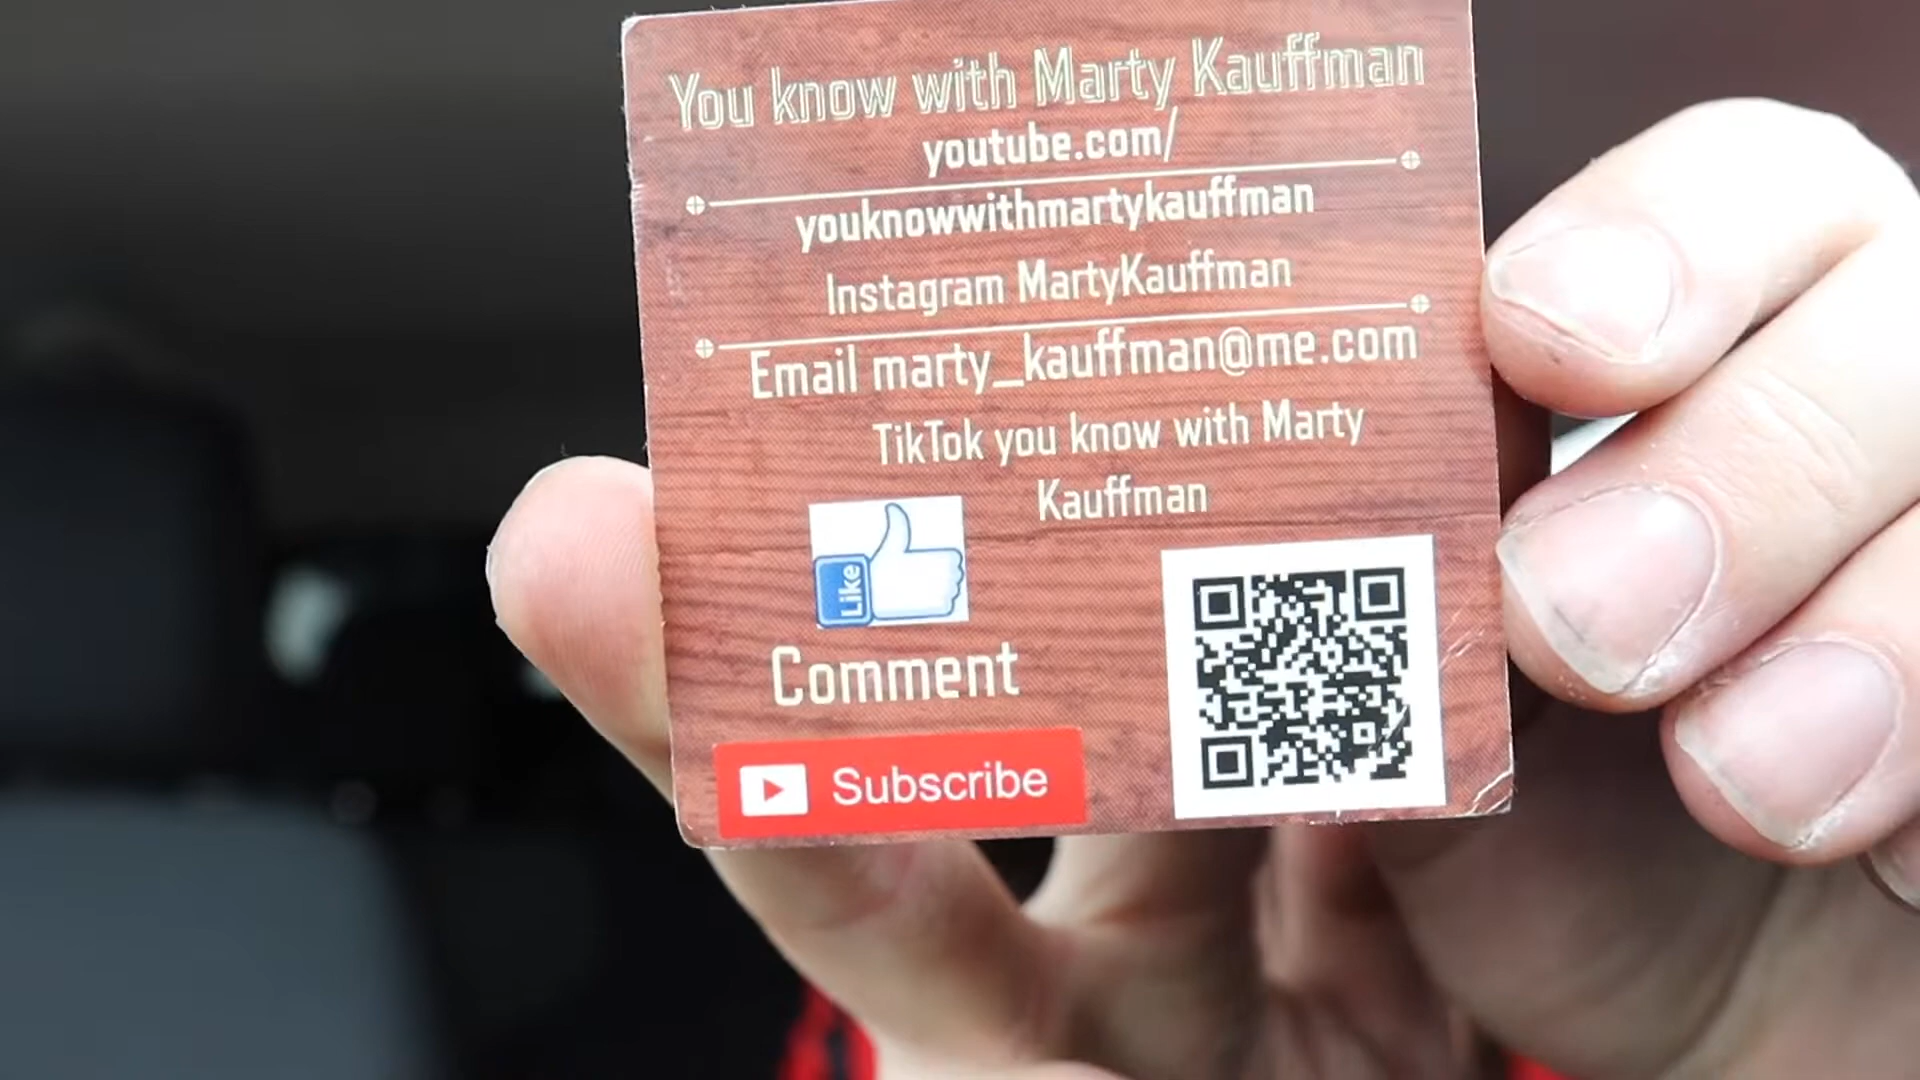 You know with Marty Kauffman
youtube.com/
youknowwithmartykauffman
Instagram MartyKauffman
Email marty_kauffman@me.com
TikTok you know with Marty
Kauffman
Like
Comment
Subscribe